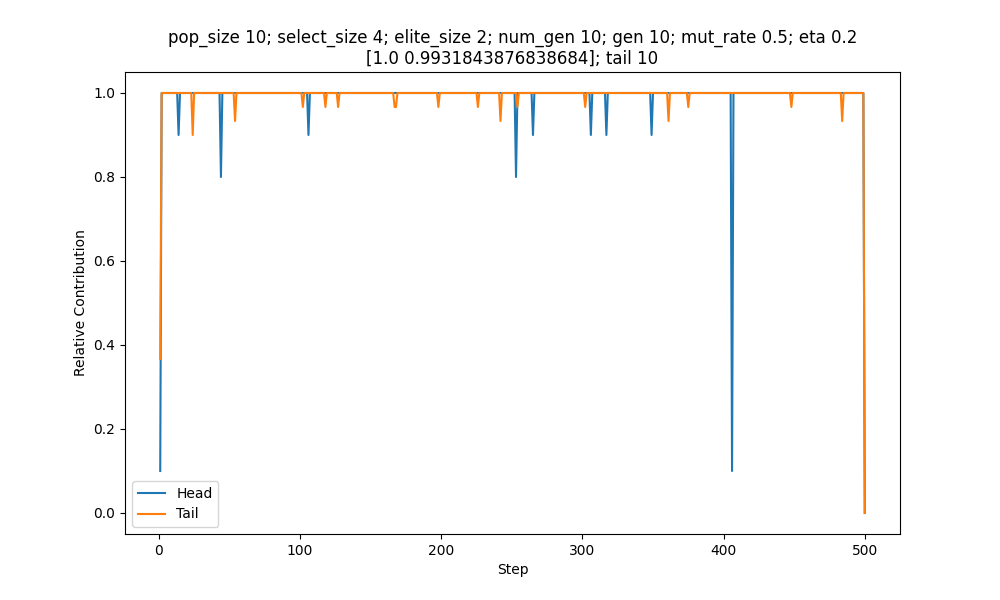 pop_size 10; select_size 4; elite_size 2; num_gen 10; gen 10; mut_rate 0.5; eta 0.2
[1.0 0.9931843876838684]; tail 10
1.0
0.8
0.6
0.4
0.2
0.0
Relative Contribution
Head
Tail
0
100
200
300
400
500
Step